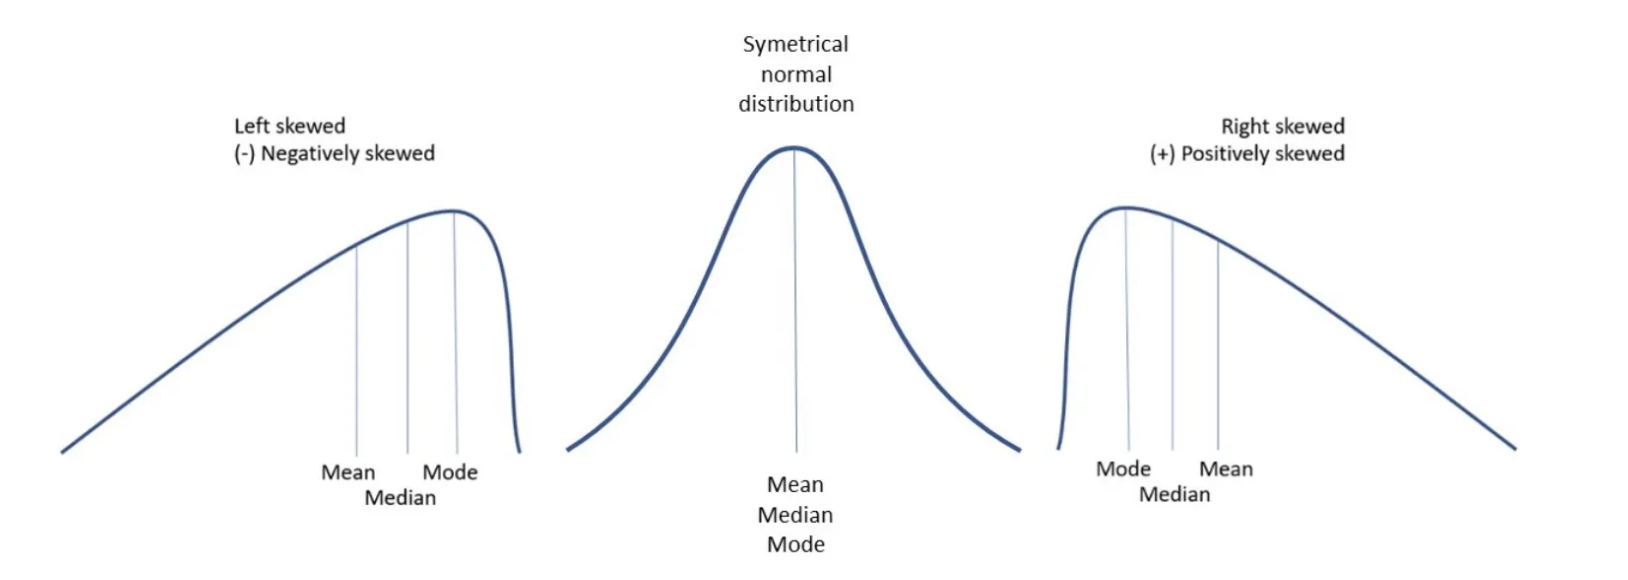 Symetrical
normal
distribution
Left skewed
(-) Negatively skewed
Right skewed
(+) Positively skewed
Mean Mode
Median
Mean
Median
Mode
Mode Mean
Median